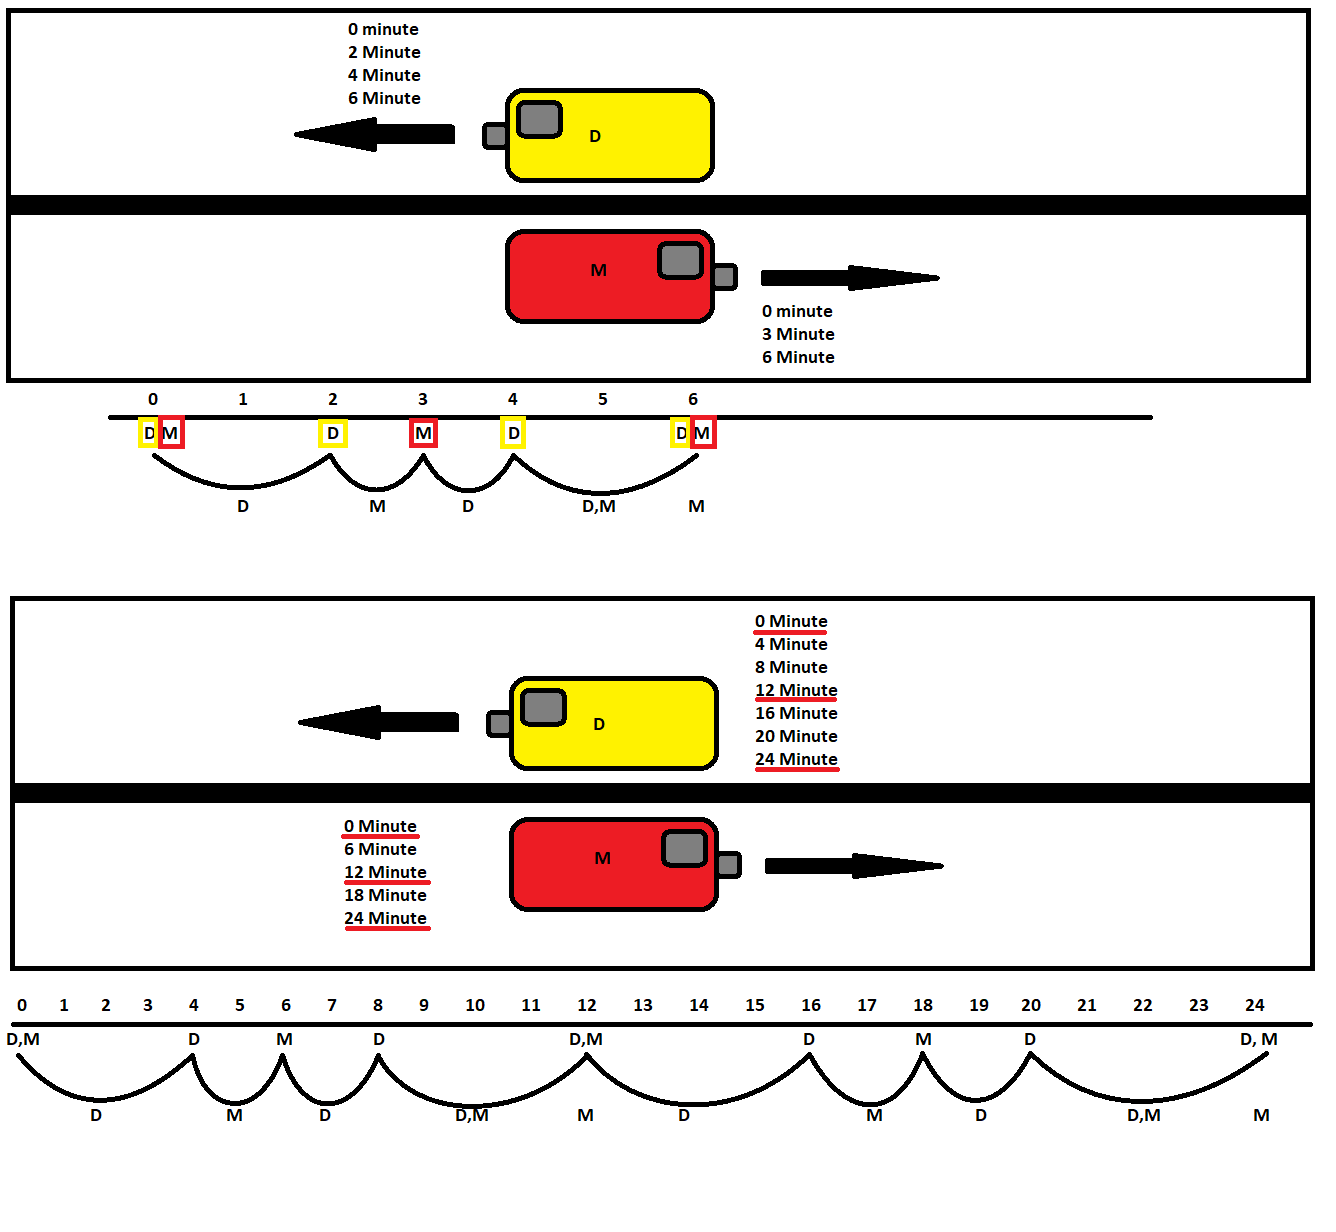 0 minute
2 Minute
4 Minute
6 Minute
D
M
0 minute
3 Minute
6 Minute
0 1 2 3 4 5 6
D M D M D D M
D M D D,M M
0 Minute
4 Minute
8 Minute
12 Minute
16 Minute
20 Minute
24 Minute
D
0 Minute
6 Minute
12 Minute
18 Minute
24 Minute
M
0 1 2 3 4 5 6 7 8 9 10 11 12 13 14 15 16 17 18 19 20 21 22 23 24
D,M D M D D,M D M D D, M
D M D D,M M D M D D,M M